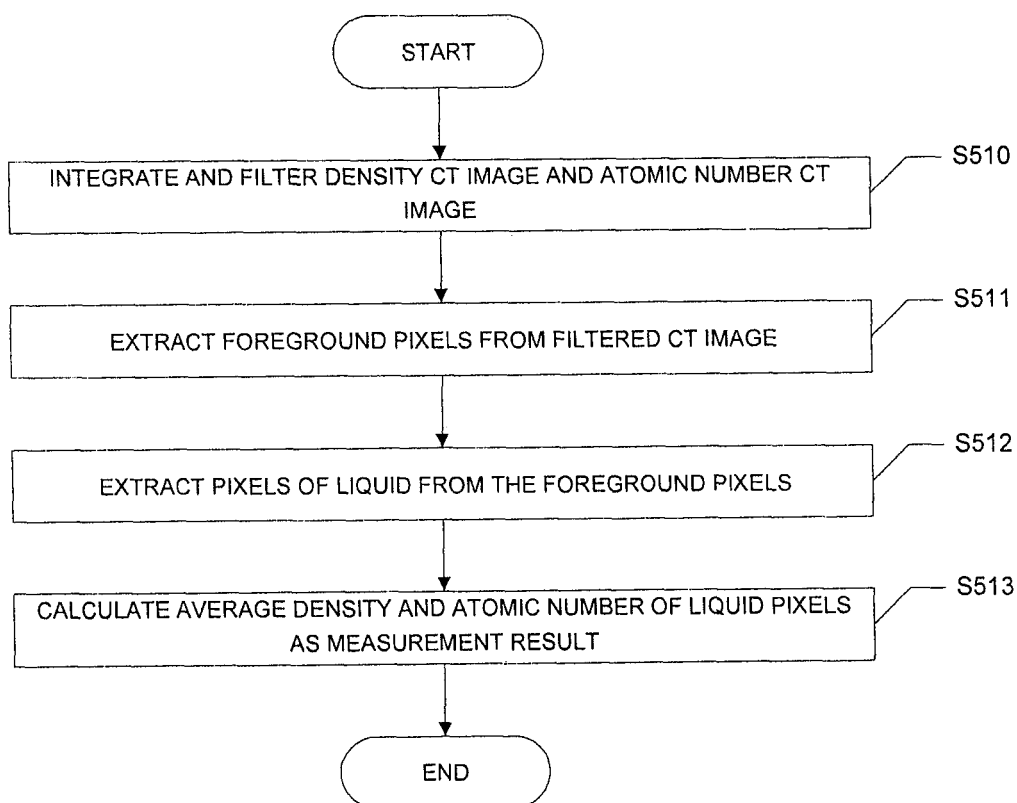 START
S510
INTEGRATE AND FILTER DENSITY CT IMAGE AND ATOMIC NUMBER CT
IMAGE
S511
EXTRACT FOREGROUND PIXELS FROM FILTERED CT IMAGE
S512
EXTRACT PIXELS OF LIQUID FROM THE FOREGROUND PIXELS
S513
CALCULATE AVERAGE DENSITY AND ATOMIC NUMBER OF LIQUID PIXELS
AS MEASUREMENT RESULT
END